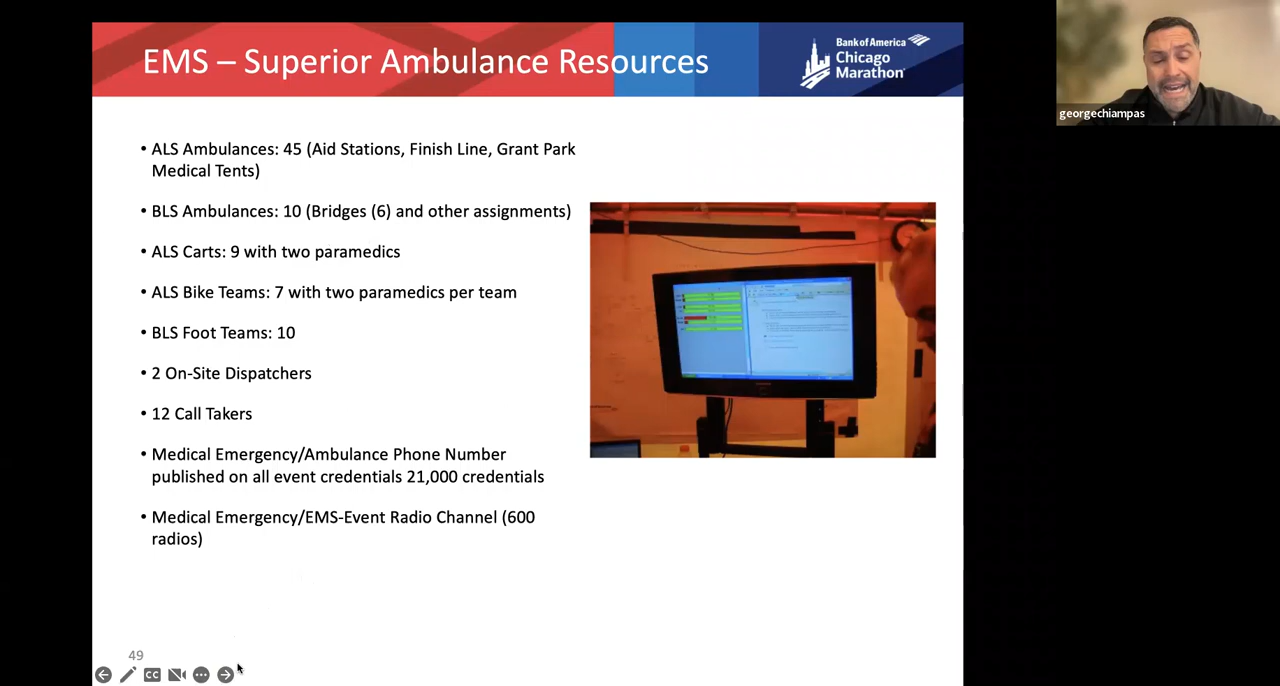 EMS – Superior Ambulance Resources
Bank of America
Chicago
Marathon
georgechiampas
• ALS Ambulances: 45 (Aid Stations, Finish Line, Grant Park
Medical Tents)
• BLS Ambulances: 10 (Bridges (6) and other assignments)
• ALS Carts: 9 with two paramedics
• ALS Bike Teams: 7 with two paramedics per team
• BLS Foot Teams: 10
• 2 On-Site Dispatchers
• 12 Call Takers
• Medical Emergency/Ambulance Phone Number
published on all event credentials 21,000 credentials
• Medical Emergency/EMS-Event Radio Channel (600
radios)
49
CC